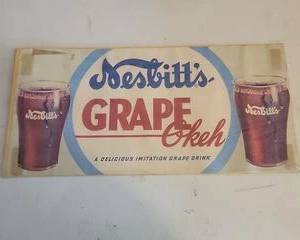 Nesbitt's
GRAPE
Okeh
A DELICIOUS IMITATION GRAPE DRINK
Nesbitt's
Nesbitt's